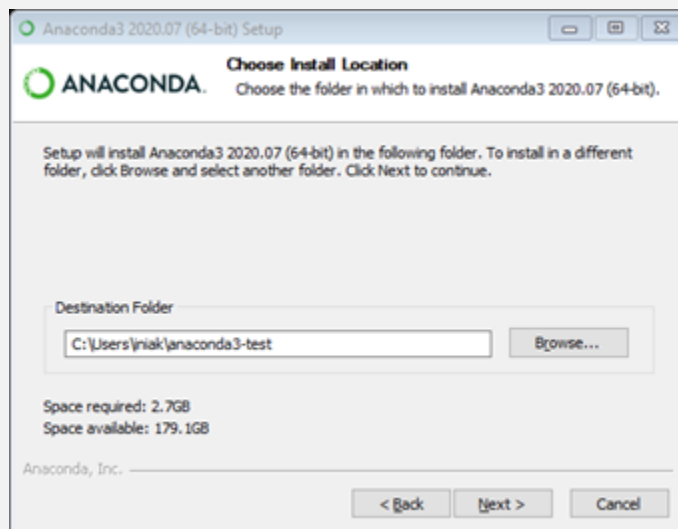 Anaconda3 2020.07 (64-bit) Setup
ANACONDA.
Choose Install Location
Choose the folder in which to install Anaconda3 2020.07 (64-bit).
Setup will install Anaconda3 2020.07 (64-bit) in the following folder. To install in a different
folder, click Browse and select another folder. Click Next to continue.
Destination Folder
C:\Users\iniak\anaconda3-test
Browse...
Space required: 2.7GB
Space available: 179.1GB
Anaconda, Inc.
< Back
Next >
Cancel